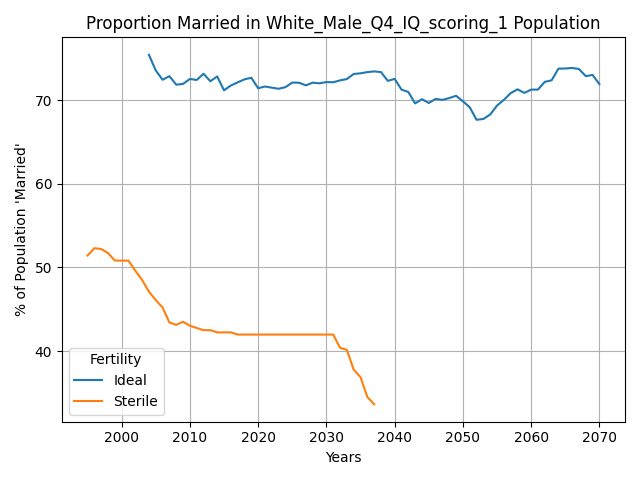 Proportion Married in White_Male_Q4_IQ_scoring_1 Population
% of Population 'Married'
70
60
50
40
Fertility
Ideal
Sterile
2000 2010 2020 2030 2040 2050 2060 2070
Years